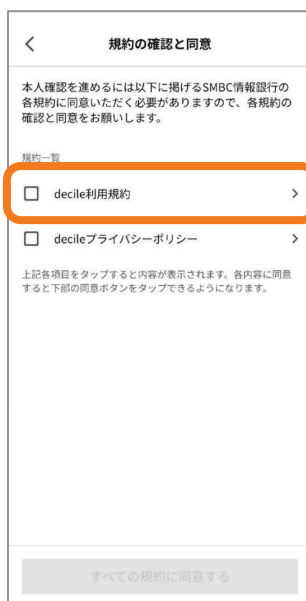 規約の確認と同意
本人確認を進めるには以下に掲げるSMBC情報銀行の
各規約に同意いただく必要がありますので、各規約の
確認と同意をお願いします。
規約一覧
decile利用規約
decileプライバシーポリシー
上記各項目をタップすると内容が表示されます。各内容に同意
すると下部の同意ボタンをタップできるようになります。
すべての規約に同意する